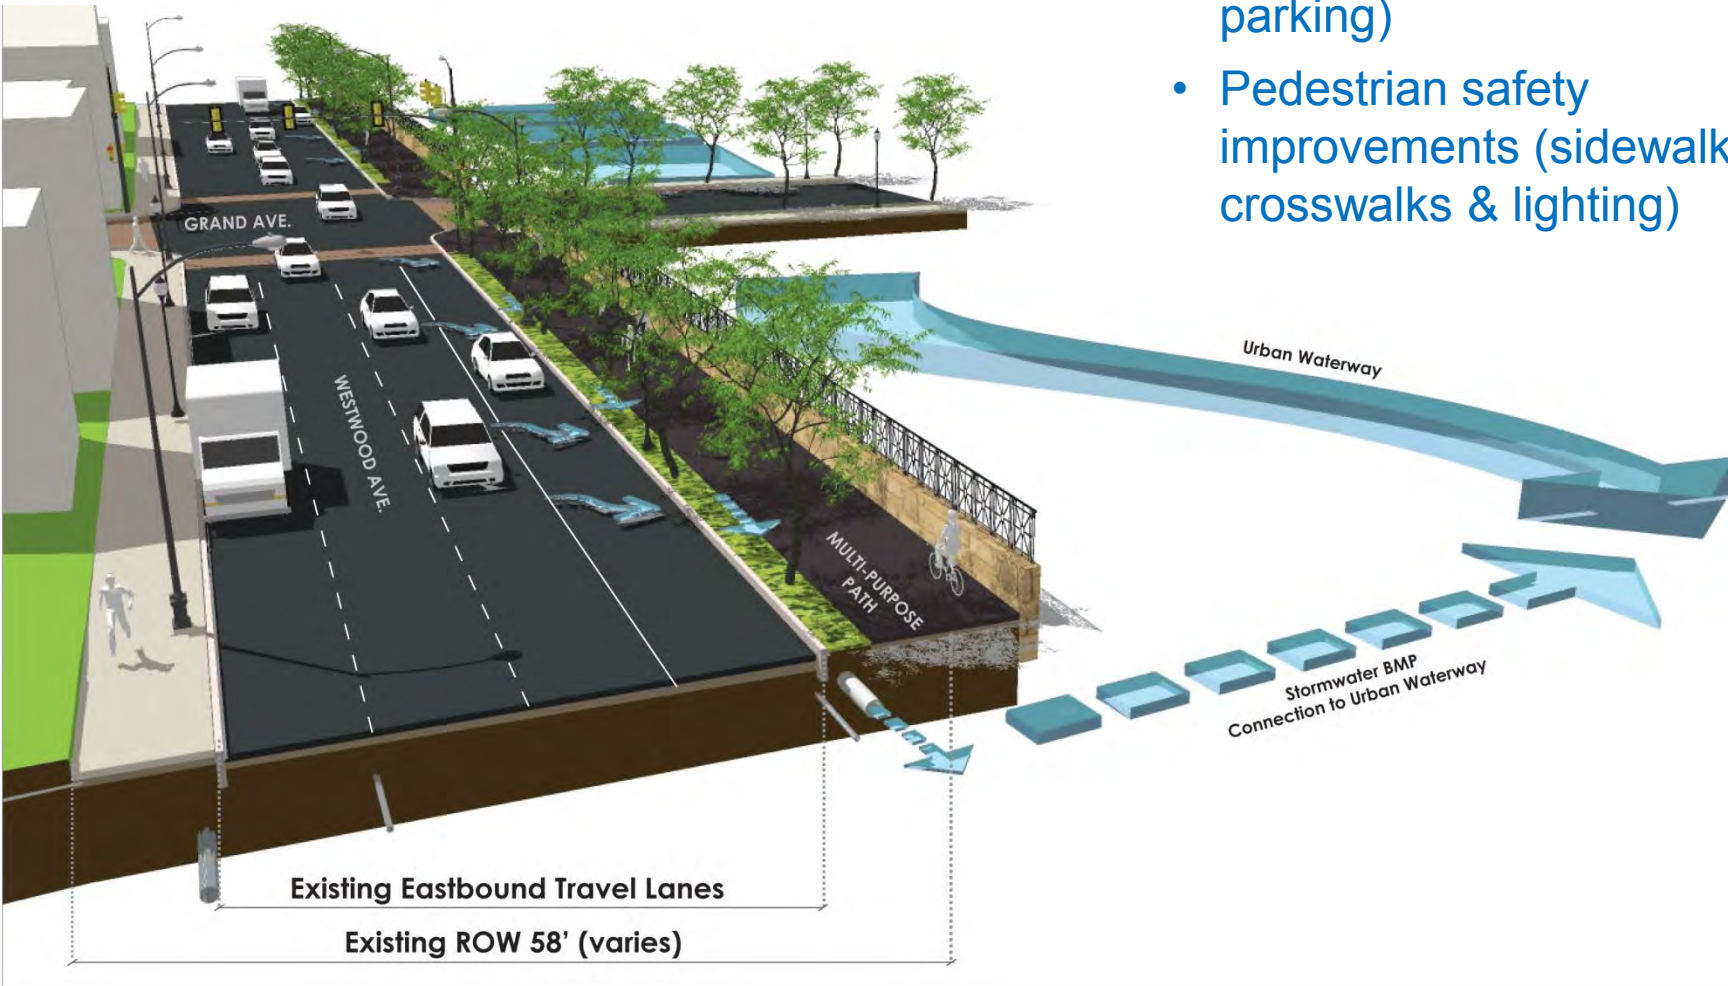 parking)
• Pedestrian safety
improvements (sidewalk
crosswalks & lighting)
GRAND AVE.
WESTWOOD AVE.
Urban Waterway
MULTI-PURPOSE
PATH
Stormwater BMP
Connection to Urban Waterway
Existing Eastbound Travel Lanes
Existing ROW 58' (varies)